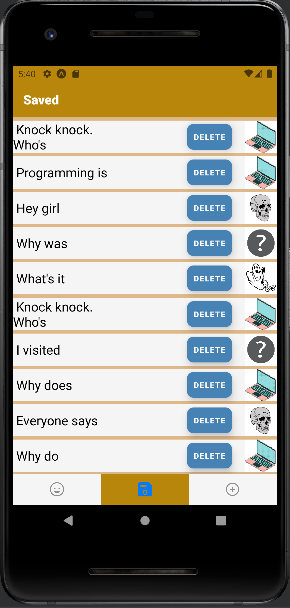 5:40
Saved
Knock knock.
Who's
DELETE
Programming is
DELETE
Hey girl
DELETE
Why was
DELETE
?
What's it
DELETE
Knock knock.
Who's
DELETE
I visited
DELETE
?
Why does
DELETE
Everyone says
DELETE
Why do
DELETE